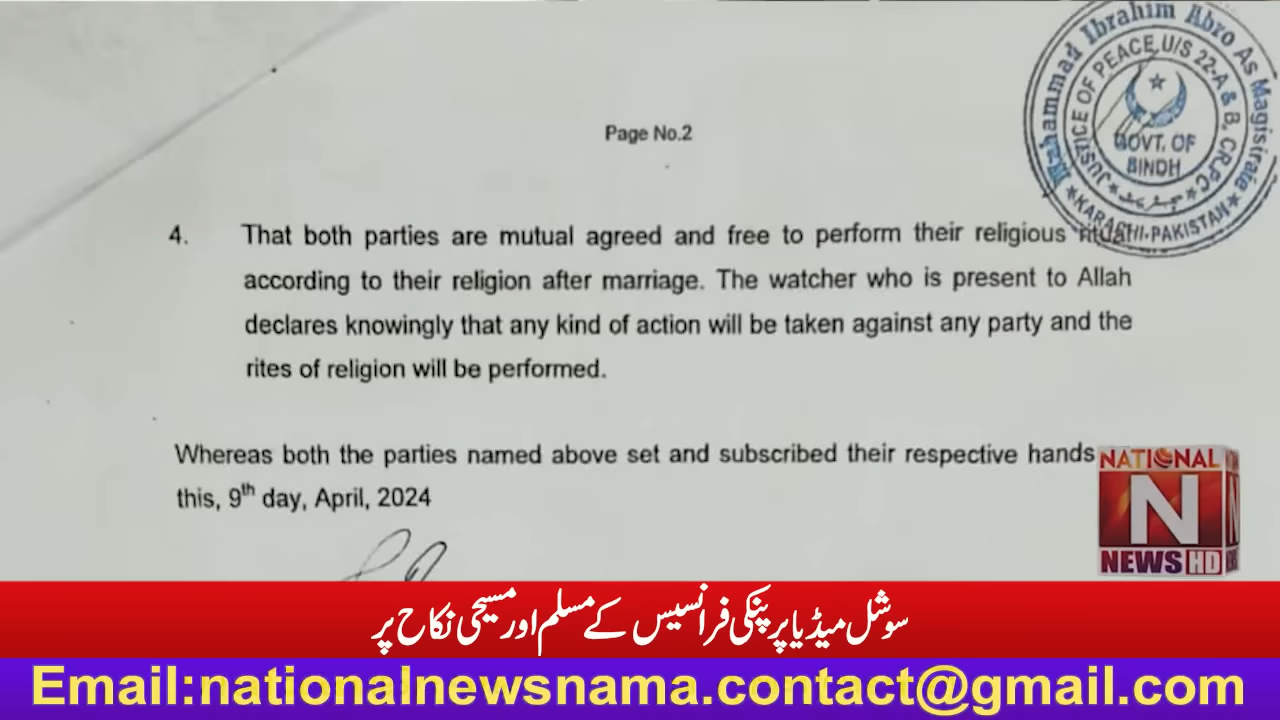 Muhammad Ibrahim Abro As Magistrate
JUSTICE OF PEACE U/S 22-A & B, CR.P.C
GOVT. OF
SINDH
KARACHI-PAKISTAN
Page No.2
4. That both parties are mutual agreed and free to perform their religious
according to their religion after marriage. The watcher who is present to Allah
declares knowingly that any kind of action will be taken against any party and the
rites of religion will be performed.
Whereas both the parties named above set and subscribed their respective hands
this, 9th day, April, 2024
NATIONAL
N
NEWS HD
سوشل میڈیا پر پنکی فرانسیس کے مسلم اور مسیحی نکاح پر
Email:nationalnewsnama.contact@gmail.com